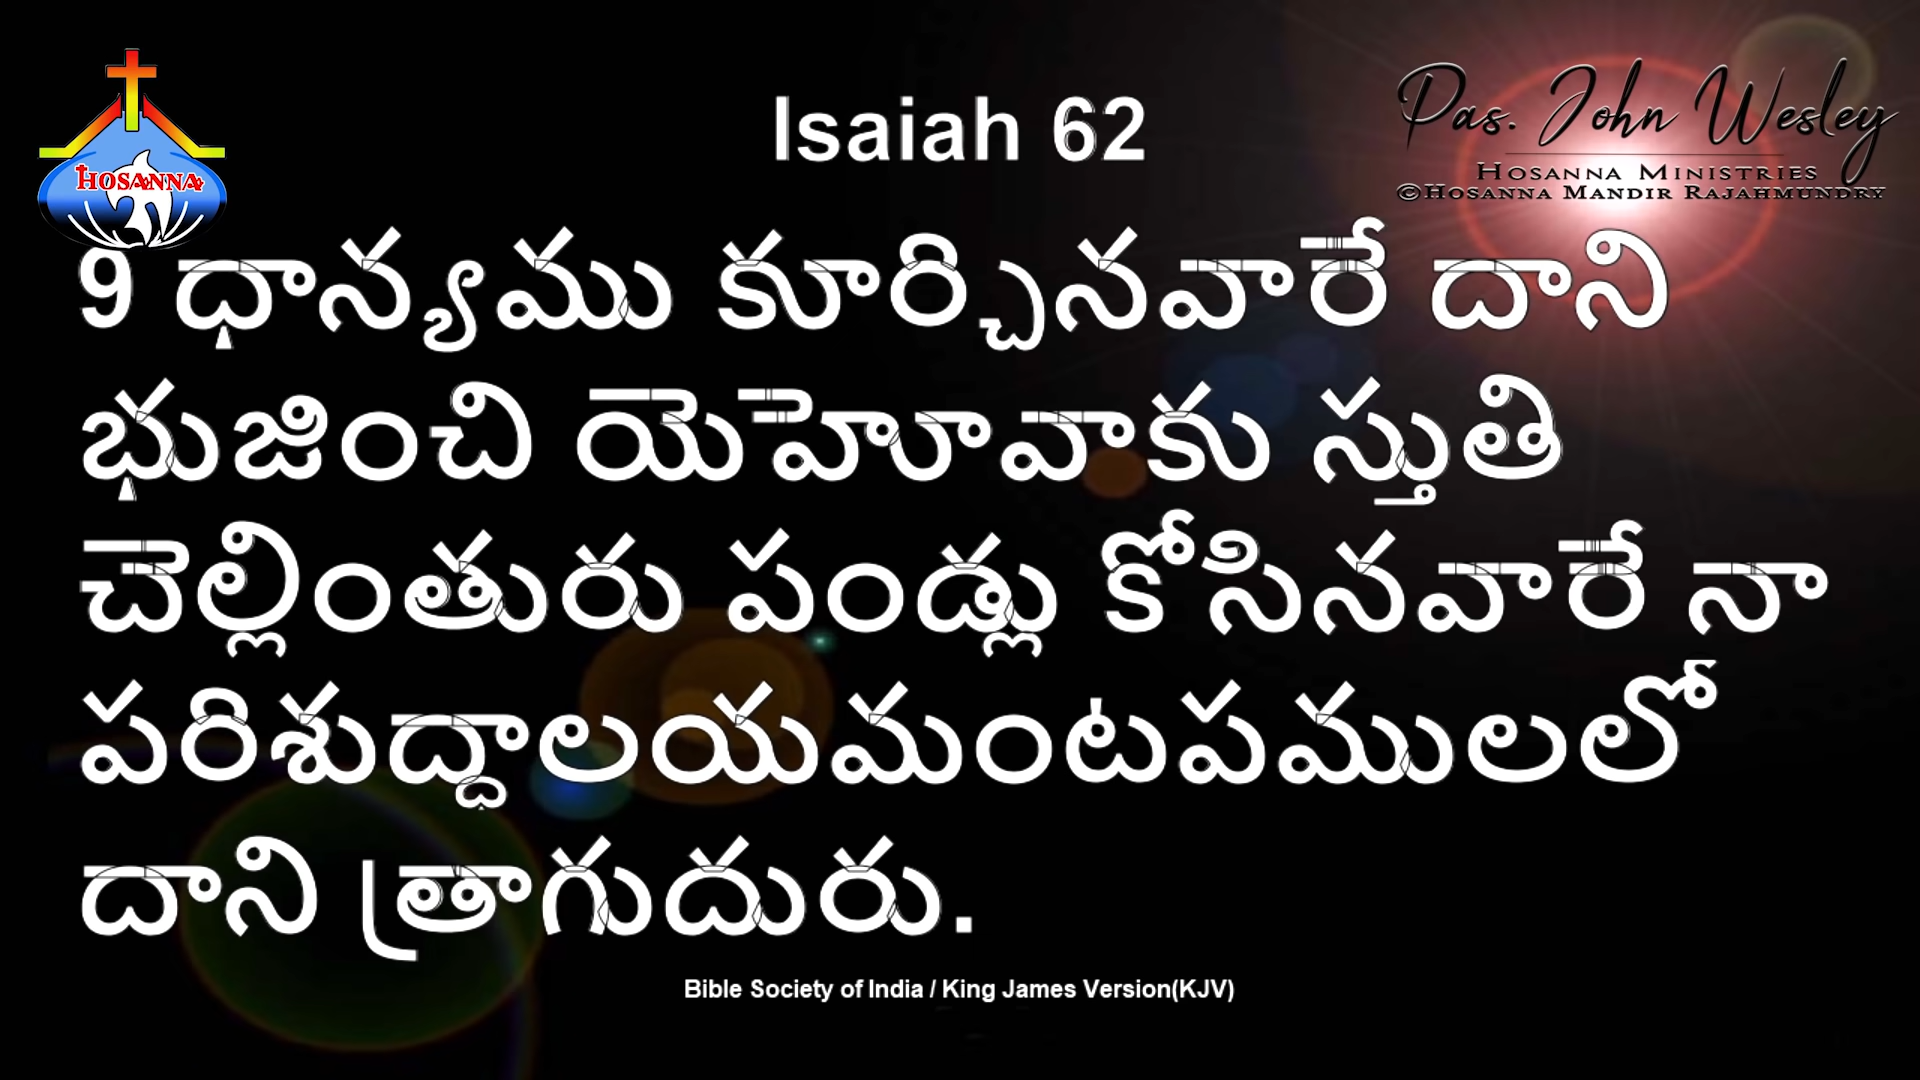 HOSANNA
Isaiah 62
Pas. John Wesley
HOSANNA MINISTRIES
©HOSANNA MANDIR RAJAHMUNDRY
9 ధాన్యము కూర్చినవారే దాని
భుజించి యెహెూవాకు స్తుతి
చెల్లింతురు పండ్లు కోసినవారే నా
పరిశుద్దాలయమంటపములలో
దాని త్రాగుదురు.
Bible Society of India / King James Version(KJV)